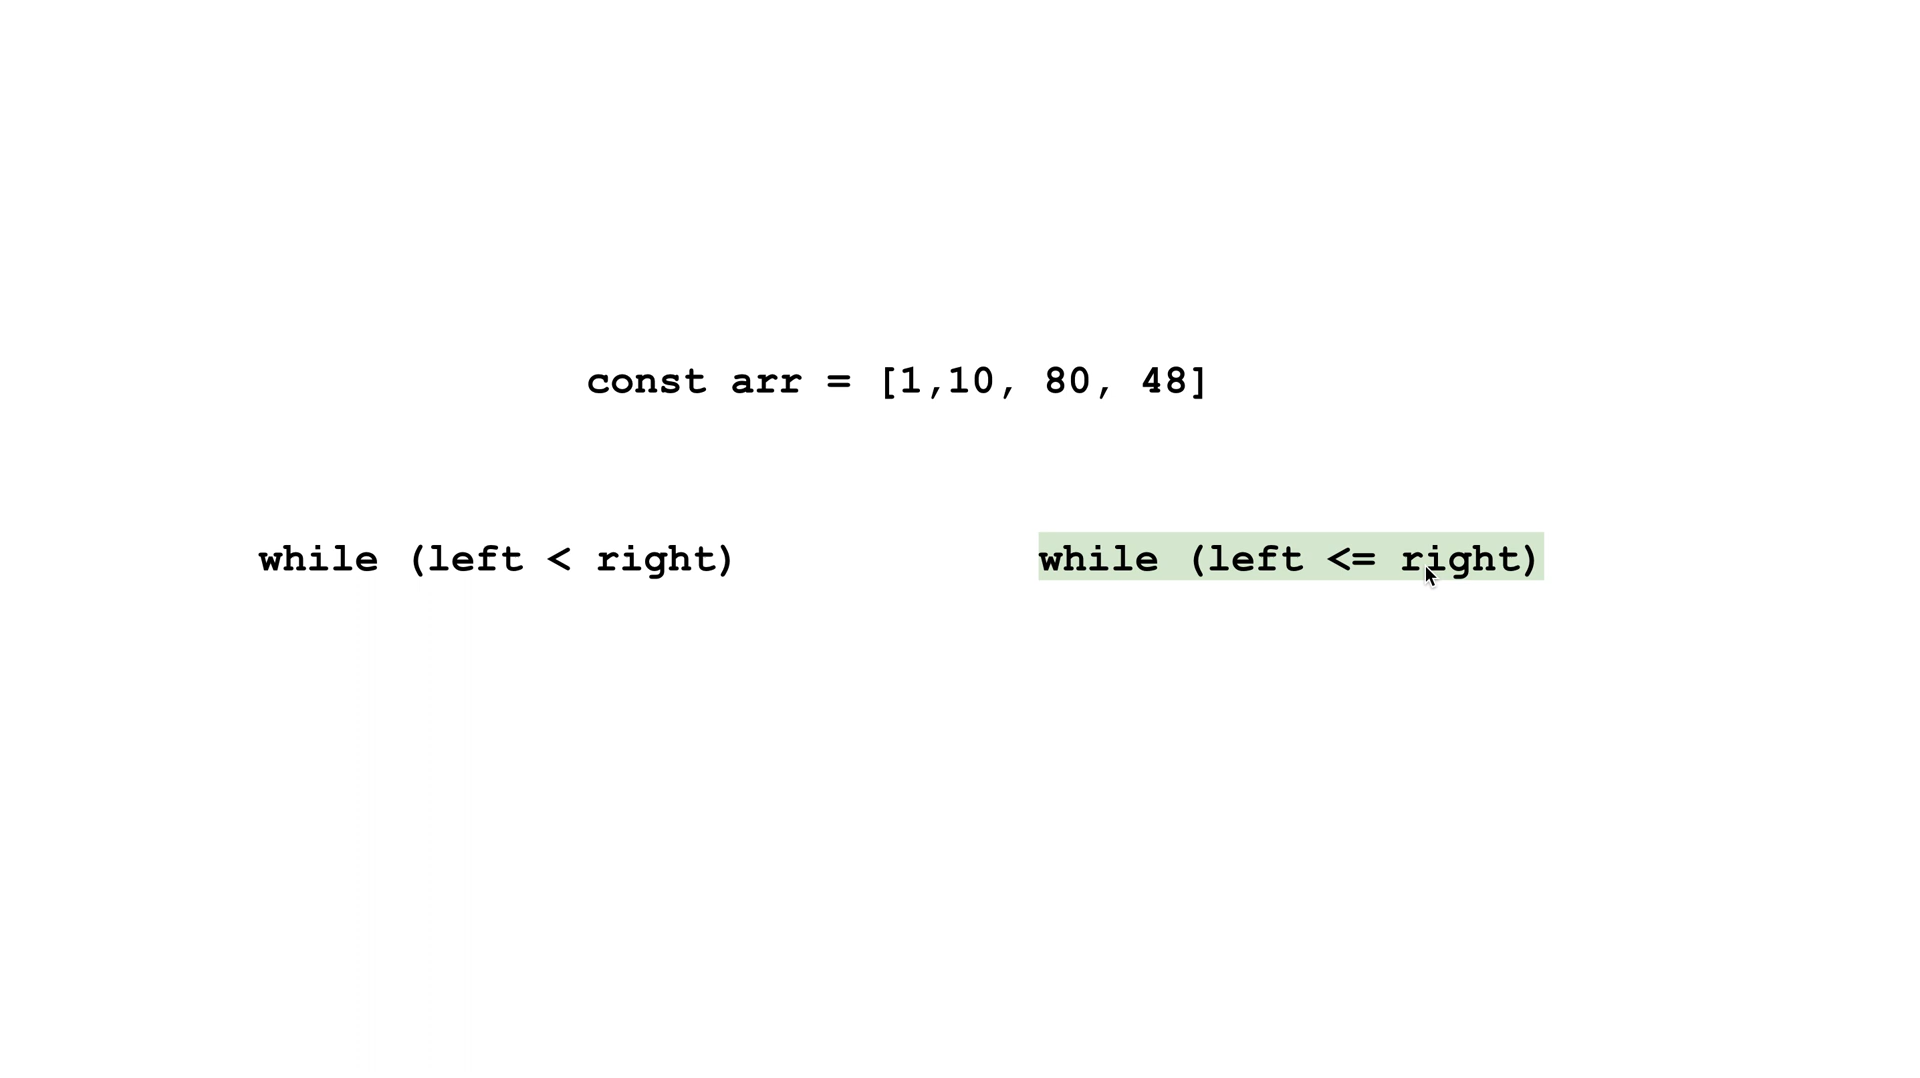 const arr = [1,10, 80, 48]
while (left < right)
while (left <= right)